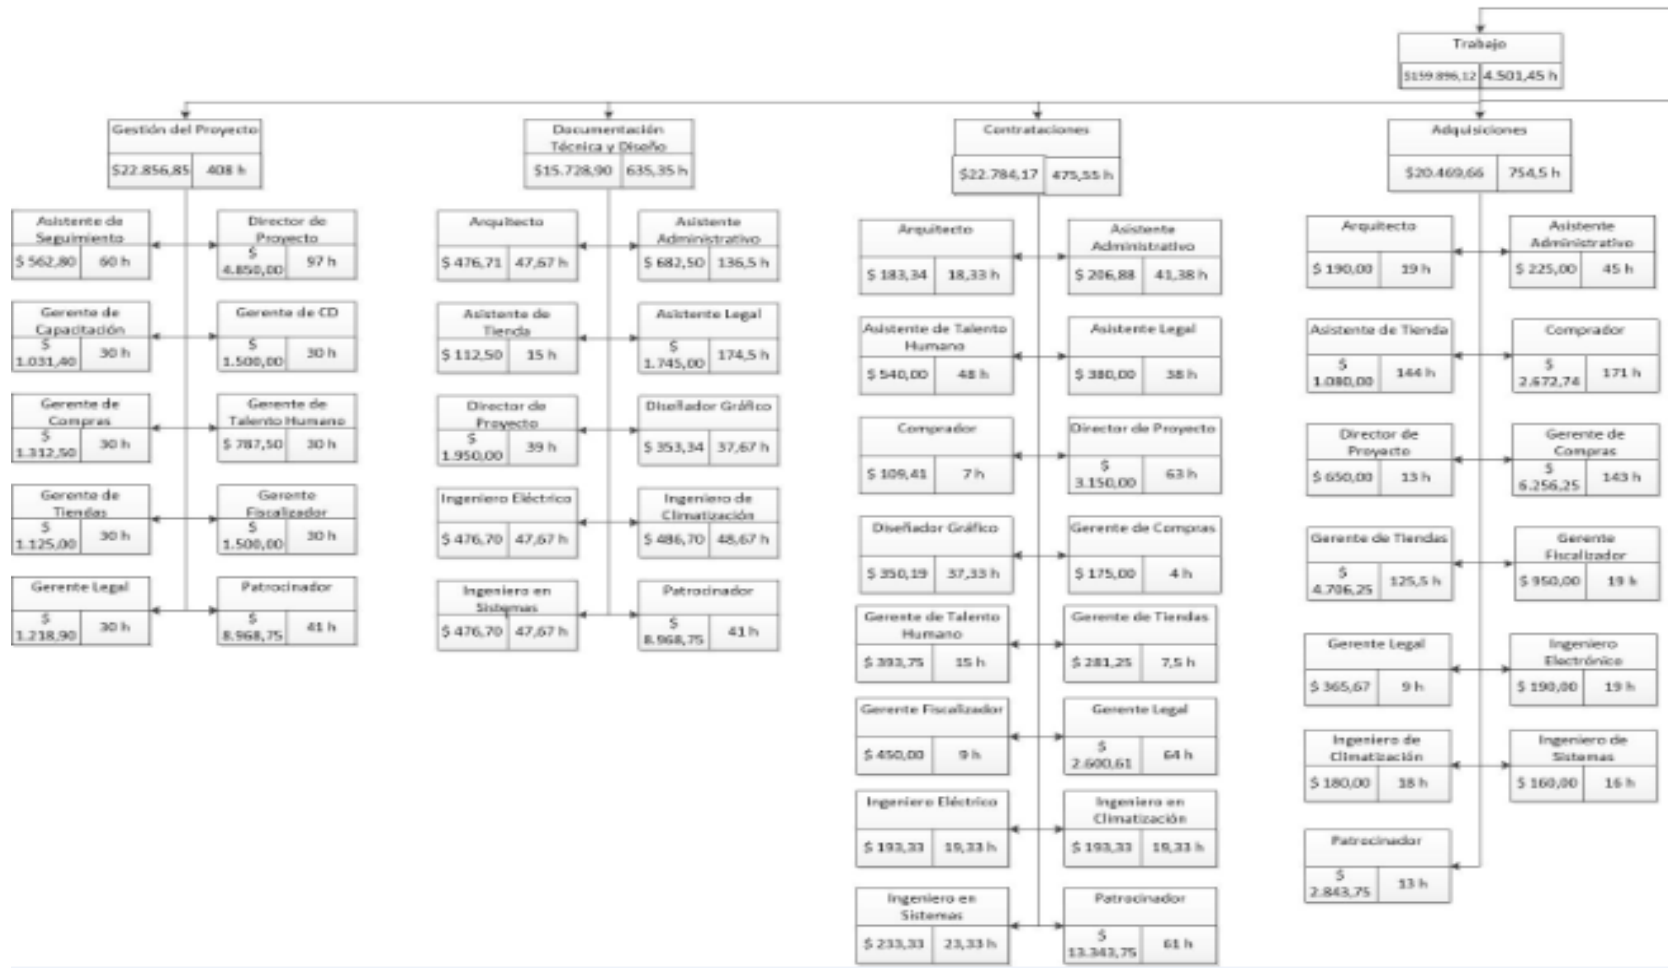 Trabajo
$159.896,12 4.501,45 h
Gestión del Proyecto
$22.856,85 408 h
Asistente de
Seguimiento
$ 562,80 60 h
Director de
Proyecto
$
4.850,00 97 h
Gerente de
Capacitación
$
1.031,40 30 h
Gerente de CD
$
1.500,00 30 h
Gerente de
Compras
$
1.312,50 30 h
Gerente de
Talento Humano
$ 787,50 30 h
Gerente de
Tiendas
$
1.125,00 30 h
Gerente
Fiscalizador
$
1.500,00 30 h
Gerente Legal
$
1.218,90 30 h
Patrocinador
$
8.968,75 41 h
Documentación
Técnica y Diseño
$15.728,90 635,35 h
Arquitecto
$ 476,71 47,67 h
Asistente
Administrativo
$ 682,50 136,5 h
Asistente de
Tienda
$ 112,50 15 h
Asistente Legal
$
1.745,00 174,5 h
Director de
Proyecto
$
1.950,00 39 h
Diseñador Gráfico
$ 353,34 37,67 h
Ingeniero Eléctrico
$ 476,70 47,67 h
Ingeniero de
Climatización
$ 486,70 48,67 h
Ingeniero en
Sistemas
$ 476,70 47,67 h
Patrocinador
$
8.968,75 41 h
Contrataciones
$22.784,17 475,55 h
Arquitecto
$ 183,34 18,33 h
Asistente
Administrativo
$ 206,88 41,38 h
Asistente de Talento
Humano
$ 540,00 48 h
Asistente Legal
$ 380,00 38 h
Comprador
$ 109,41 7 h
Director de Proyecto
$
3.150,00 63 h
Diseñador Gráfico
$ 350,19 37,33 h
Gerente de Compras
$ 175,00 4 h
Gerente de Talento
Humano
$ 393,75 15 h
Gerente de Tiendas
$ 281,25 7,5 h
Gerente Fiscalizador
$ 450,00 9 h
Gerente Legal
$
2.600,61 64 h
Ingeniero Eléctrico
$ 193,33 19,33 h
Ingeniero en
Climatización
$ 193,33 19,33 h
Ingeniero en
Sistemas
$ 233,33 23,33 h
Patrocinador
$
13.343,75 61 h
Adquisiciones
$20.469,66 754,5 h
Arquitecto
$ 190,00 19 h
Asistente
Administrativo
$ 225,00 45 h
Asistente de Tienda
$
1.080,00 144 h
Comprador
$
2.672,74 171 h
Director de
Proyecto
$ 650,00 13 h
Gerente de
Compras
$
6.256,25 143 h
Gerente de Tiendas
$
4.706,25 125,5 h
Gerente
Fiscalizador
$ 950,00 19 h
Gerente Legal
$ 365,67 9 h
Ingeniero
Electrónico
$ 190,00 19 h
Ingeniero de
Climatización
$ 180,00 18 h
Ingeniero de
Sistemas
$ 160,00 16 h
Patrocinador
$
2.843,75 13 h